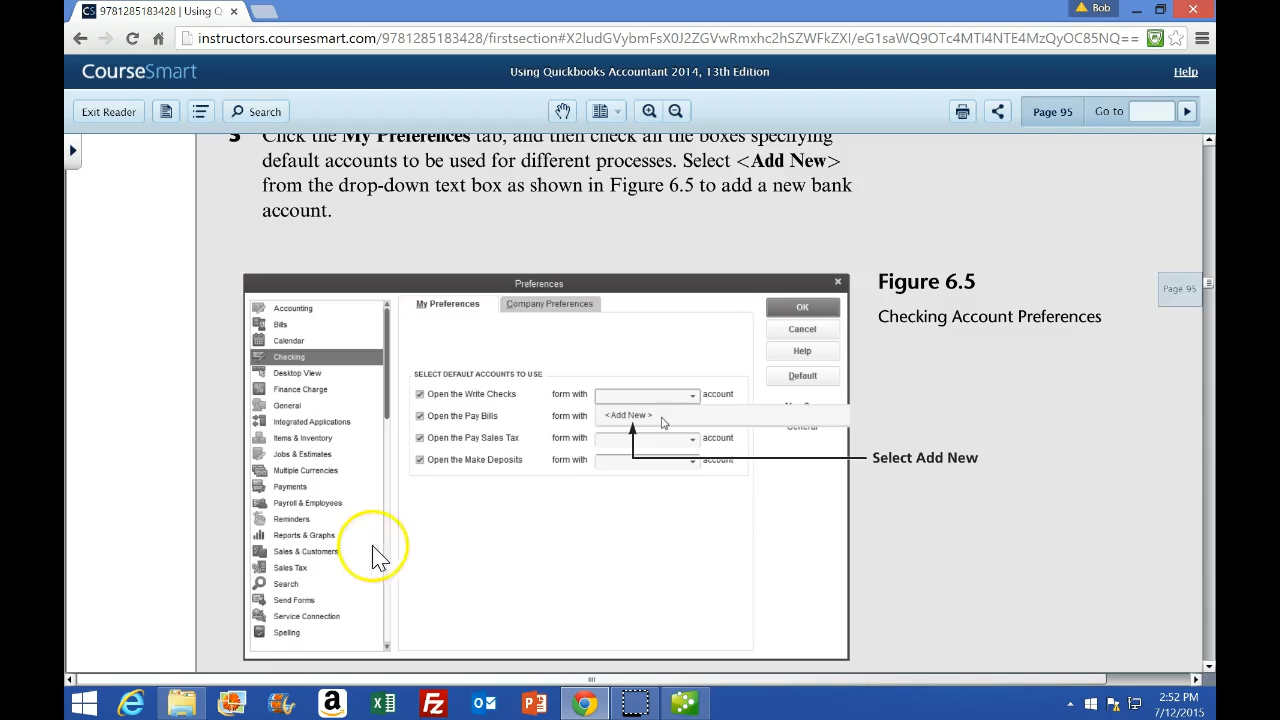 9781285183428 | Using Q
Bob
instructors.coursesmart.com/9781285183428/firstsection#X2ludGVybmFsX0J2ZGVwRmxhc2hSZWFkZXI/eG1saWQ9OTc4MTI4NTE4MzQyOC85NQ==
CourseSmart
Using Quickbooks Accountant 2014, 13th Edition
Help
Exit Reader
Search
Page 95
Go to
3 Click the My Preferences tab, and then check all the boxes specifying
default accounts to be used for different processes. Select <Add New>
from the drop-down text box as shown in Figure 6.5 to add a new bank
account.
Preferences
Figure 6.5
Checking Account Preferences
Page 95
My Preferences
Company Preferences
Accounting
Bills
Calendar
Checking
Desktop View
Finance Charge
General
Integrated Applications
Items & Inventory
Jobs & Estimates
Multiple Currencies
Payments
Payroll & Employees
Reminders
Reports & Graphs
Sales & Customers
Sales Tax
Search
Send Forms
Service Connection
Spelling
SELECT DEFAULT ACCOUNTS TO USE
Open the Write Checks form with account
Open the Pay Bills form with < Add New >
Open the Pay Sales Tax form with account
Open the Make Deposits form with account
OK
Cancel
Help
Default
Select Add New
2:52 PM
7/12/2015